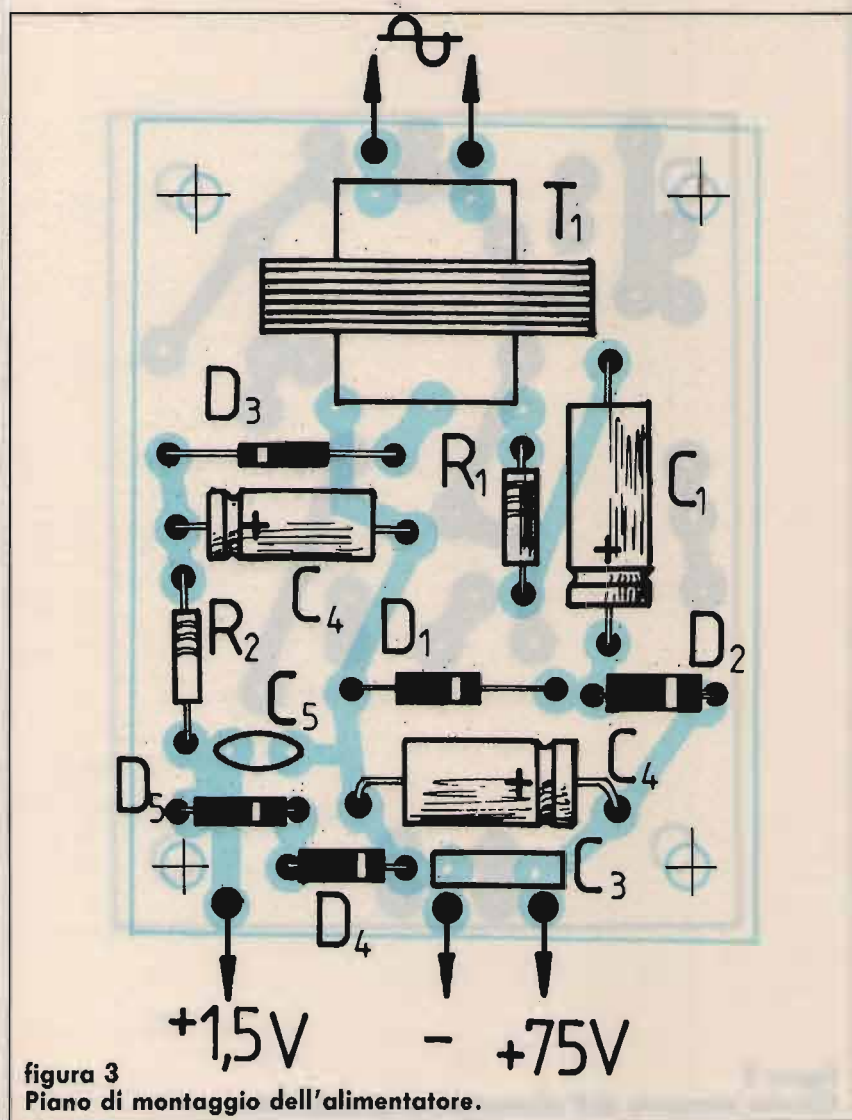 T1
D3
R1
C1
C4
R2
D1
D2
C5
C4
D5
C3
D4
+1,5V
-
+75V
figura 3
Piano di montaggio dell'alimentatore.